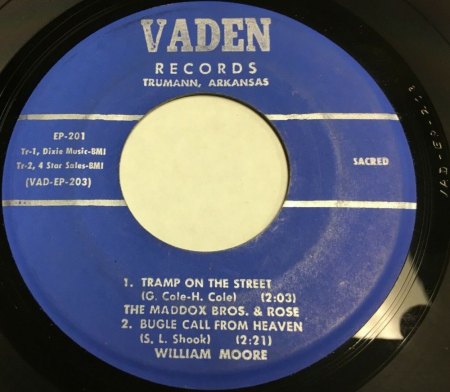 VADEN
RECORDS
TRUMANN, ARKANSAS
EP-201
Tr-1, Dixie Music-BMI
Tr-2, 4 Star Sales-BMI
(VAD-EP-203)
SACRED
1. TRAMP ON THE STREET
(G. Cole-H. Cole) (2:03)
THE MADDOX BROS. & ROSE
2. BUGLE CALL FROM HEAVEN
(S. L. Shook) (2:21)
WILLIAM MOORE